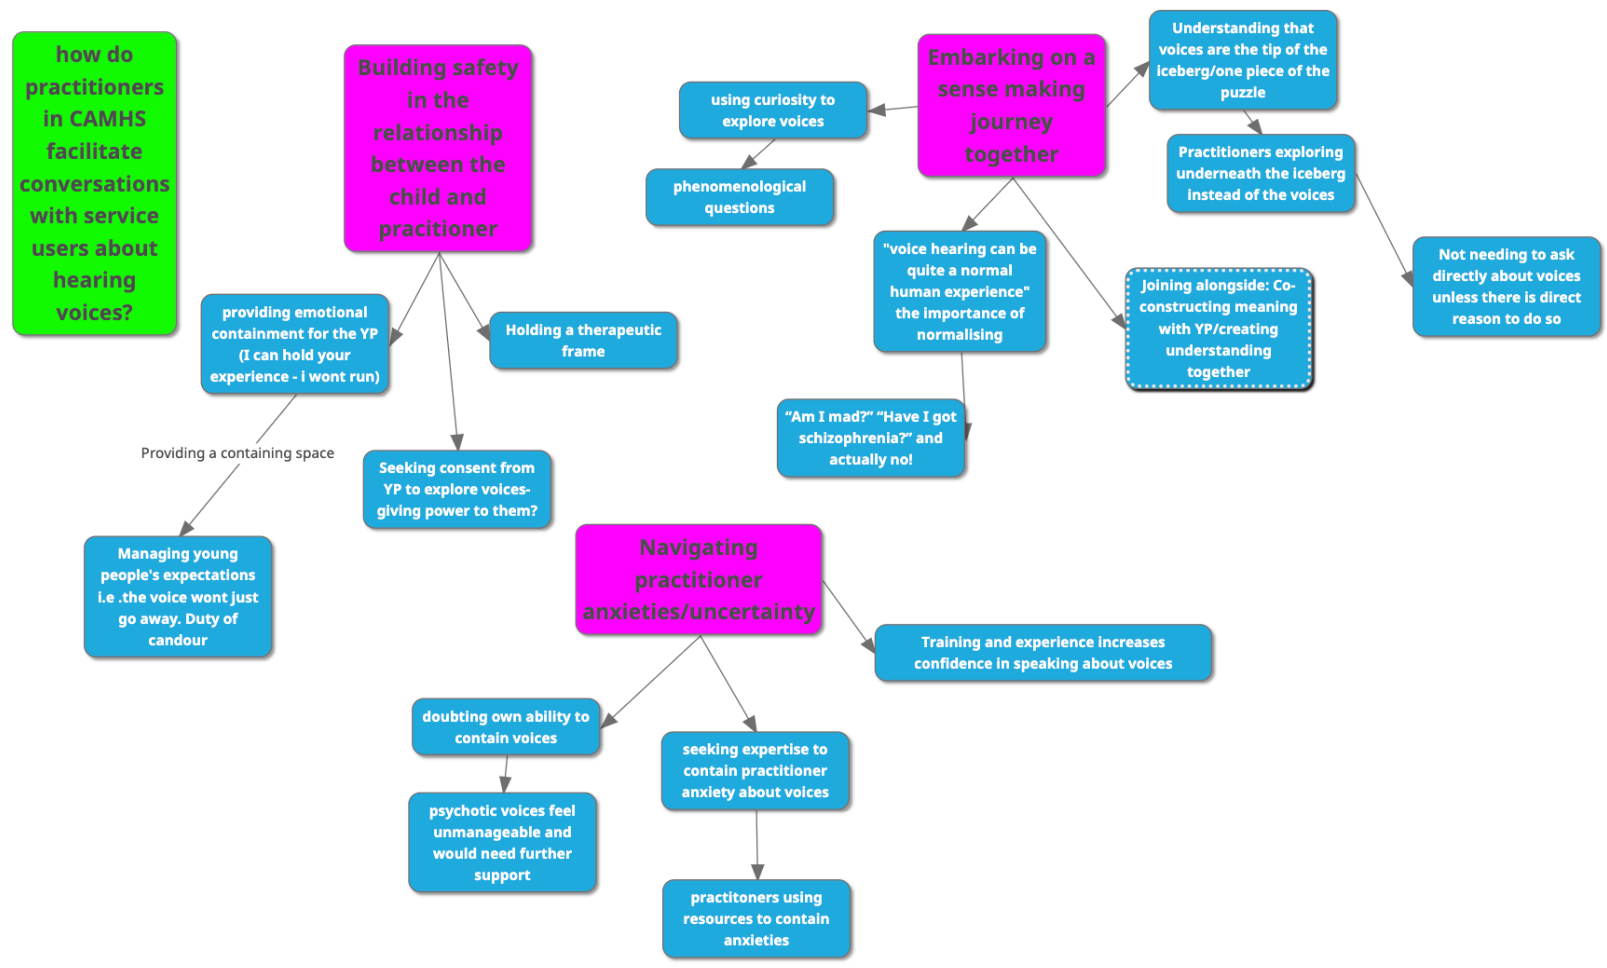 how do
practitioners
in CAMHS
facilitate
conversations
with service
users about
hearing
voices?
Building safety
in the
relationship
between the
child and
pracitioner
providing emotional
containment for the YP
(I can hold your
experience - i wont run)
Holding a therapeutic
frame
Providing a containing space
Seeking consent from
YP to explore voices-
giving power to them?
Managing young
people's expectations
i.e .the voice wont just
go away. Duty of
candour
Embarking on a
sense making
journey
together
using curiosity to
explore voices
phenomenological
questions
Understanding that
voices are the tip of the
iceberg/one piece of the
puzzle
Practitioners exploring
underneath the iceberg
instead of the voices
Not needing to ask
directly about voices
unless there is direct
reason to do so
"voice hearing can be
quite a normal
human experience"
the importance of
normalising
Joining alongside: Co-
constructing meaning
with YP/creating
understanding
together
“Am I mad?” “Have I got
schizophrenia?” and
actually no!
Navigating
practitioner
anxieties/uncertainty
Training and experience increases
confidence in speaking about voices
doubting own ability to
contain voices
psychotic voices feel
unmanageable and
would need further
support
seeking expertise to
contain practitioner
anxiety about voices
practitoners using
resources to contain
anxieties